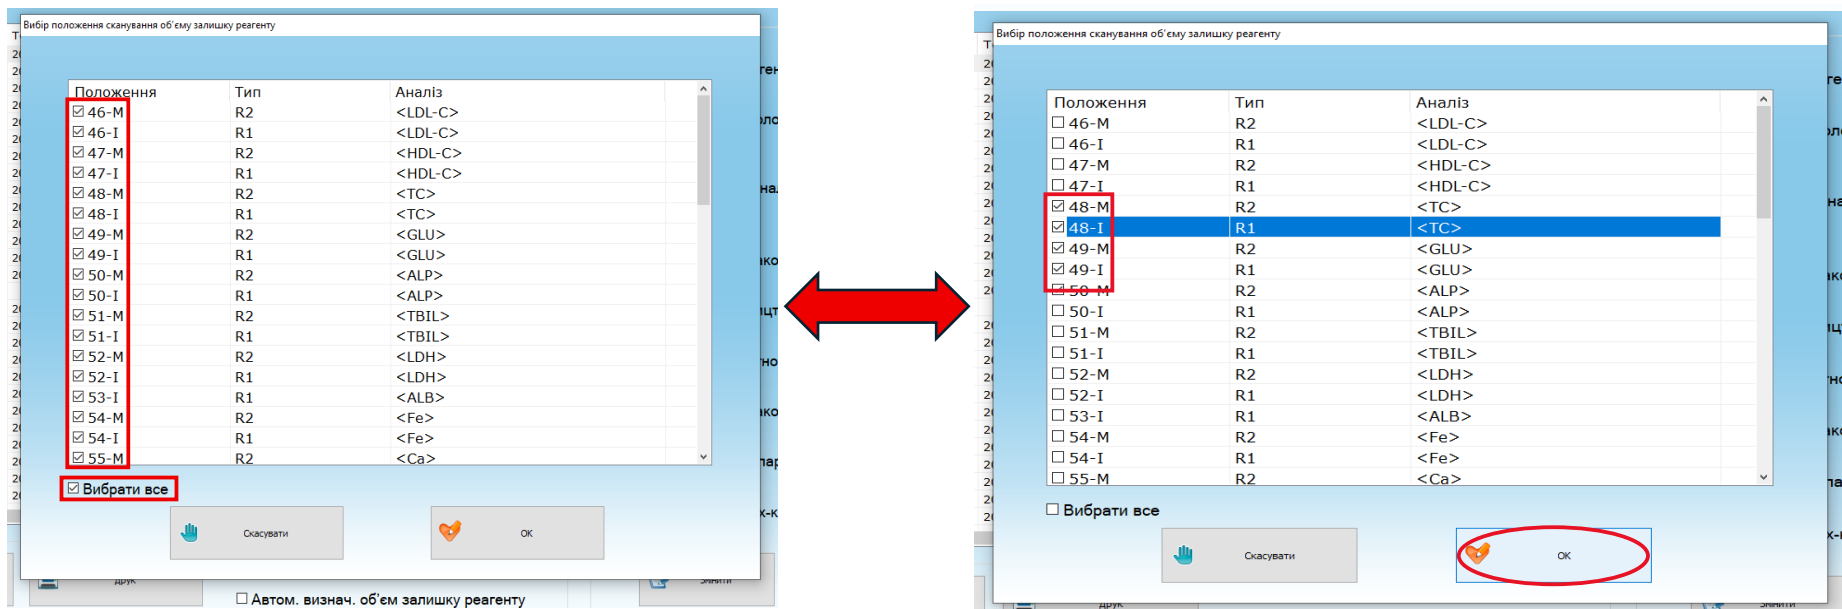 Вибір положення сканування об'єму залишку реагенту
Положення Тип Аналіз
46-M R2 <LDL-C>
46-I R1 <LDL-C>
47-M R2 <HDL-C>
47-I R1 <HDL-C>
48-M R2 <TC>
48-I R1 <TC>
49-M R2 <GLU>
49-I R1 <GLU>
50-M R2 <ALP>
50-I R1 <ALP>
51-M R2 <TBIL>
51-I R1 <TBIL>
52-M R2 <LDH>
52-I R1 <LDH>
53-I R1 <ALB>
54-M R2 <Fe>
54-I R1 <Fe>
55-M R2 <Ca>
Вибрати все
Скасувати OK
Автом. визнач. об'єм залишку реагенту
Вибір положення сканування об'єму залишку реагенту
Положення Тип Аналіз
46-M R2 <LDL-C>
46-I R1 <LDL-C>
47-M R2 <HDL-C>
47-I R1 <HDL-C>
48-M R2 <TC>
48-I R1 <TC>
49-M R2 <GLU>
49-I R1 <GLU>
50-M R2 <ALP>
50-I R1 <ALP>
51-M R2 <TBIL>
51-I R1 <TBIL>
52-M R2 <LDH>
52-I R1 <LDH>
53-I R1 <ALB>
54-M R2 <Fe>
54-I R1 <Fe>
55-M R2 <Ca>
Вибрати все
Скасувати OK